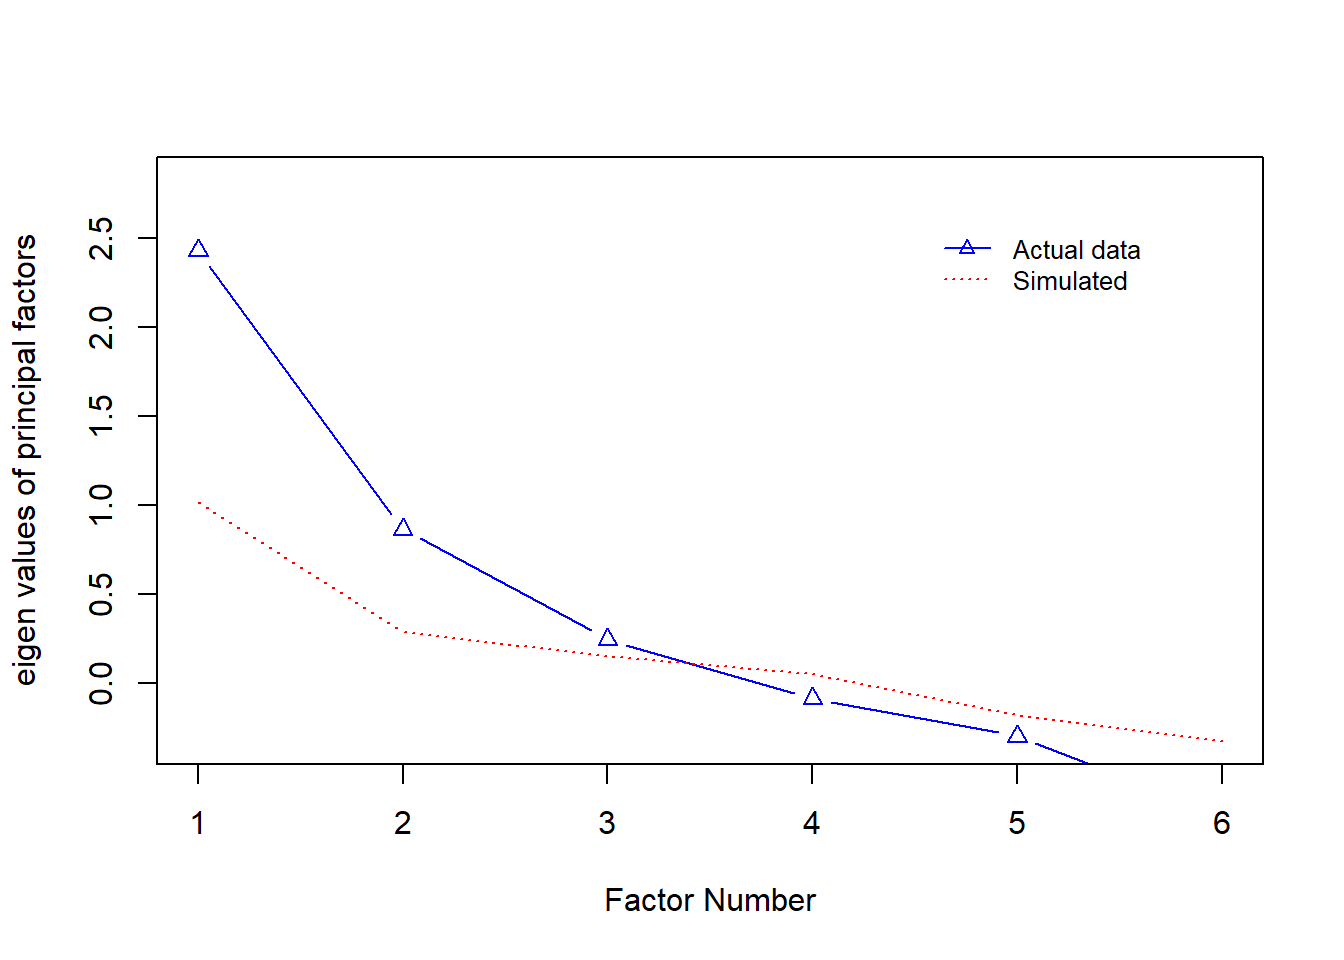 eigen values of principal factors
2.5
2.0
1.5
1.0
0.5
0.0
Actual data
Simulated
1 2 3 4 5 6
Factor Number